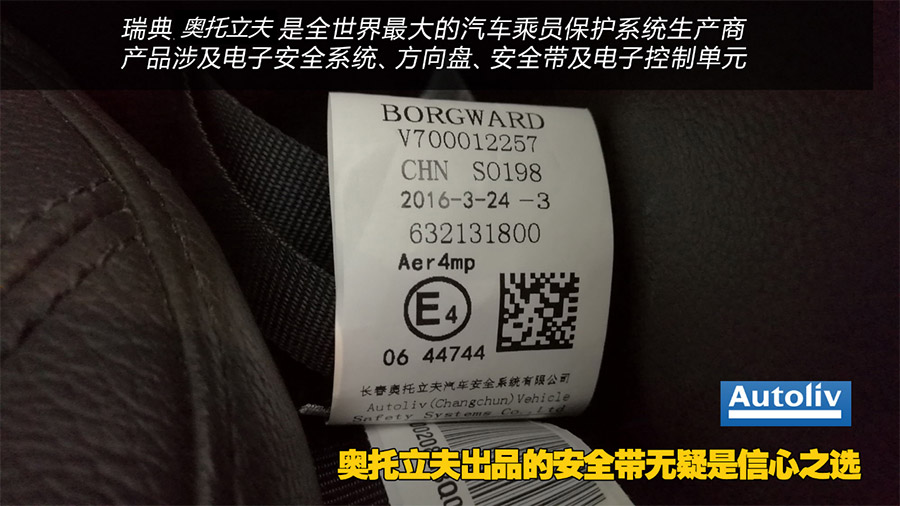 瑞典 奥托立夫 是全世界最大的汽车乘员保护系统生产商
产品涉及电子安全系统、方向盘、安全带及电子控制单元
BORGWARD
V700012257
CHN S0198
2016-3-24 -3
632131800
Aer4mp
E4
06 44744
长春奥托立夫汽车安全系统有限公司
Autoliv(Changchun)Vehicle
Safety Systems Co., Ltd
Autoliv
奥托立夫出品的安全带无疑是信心之选